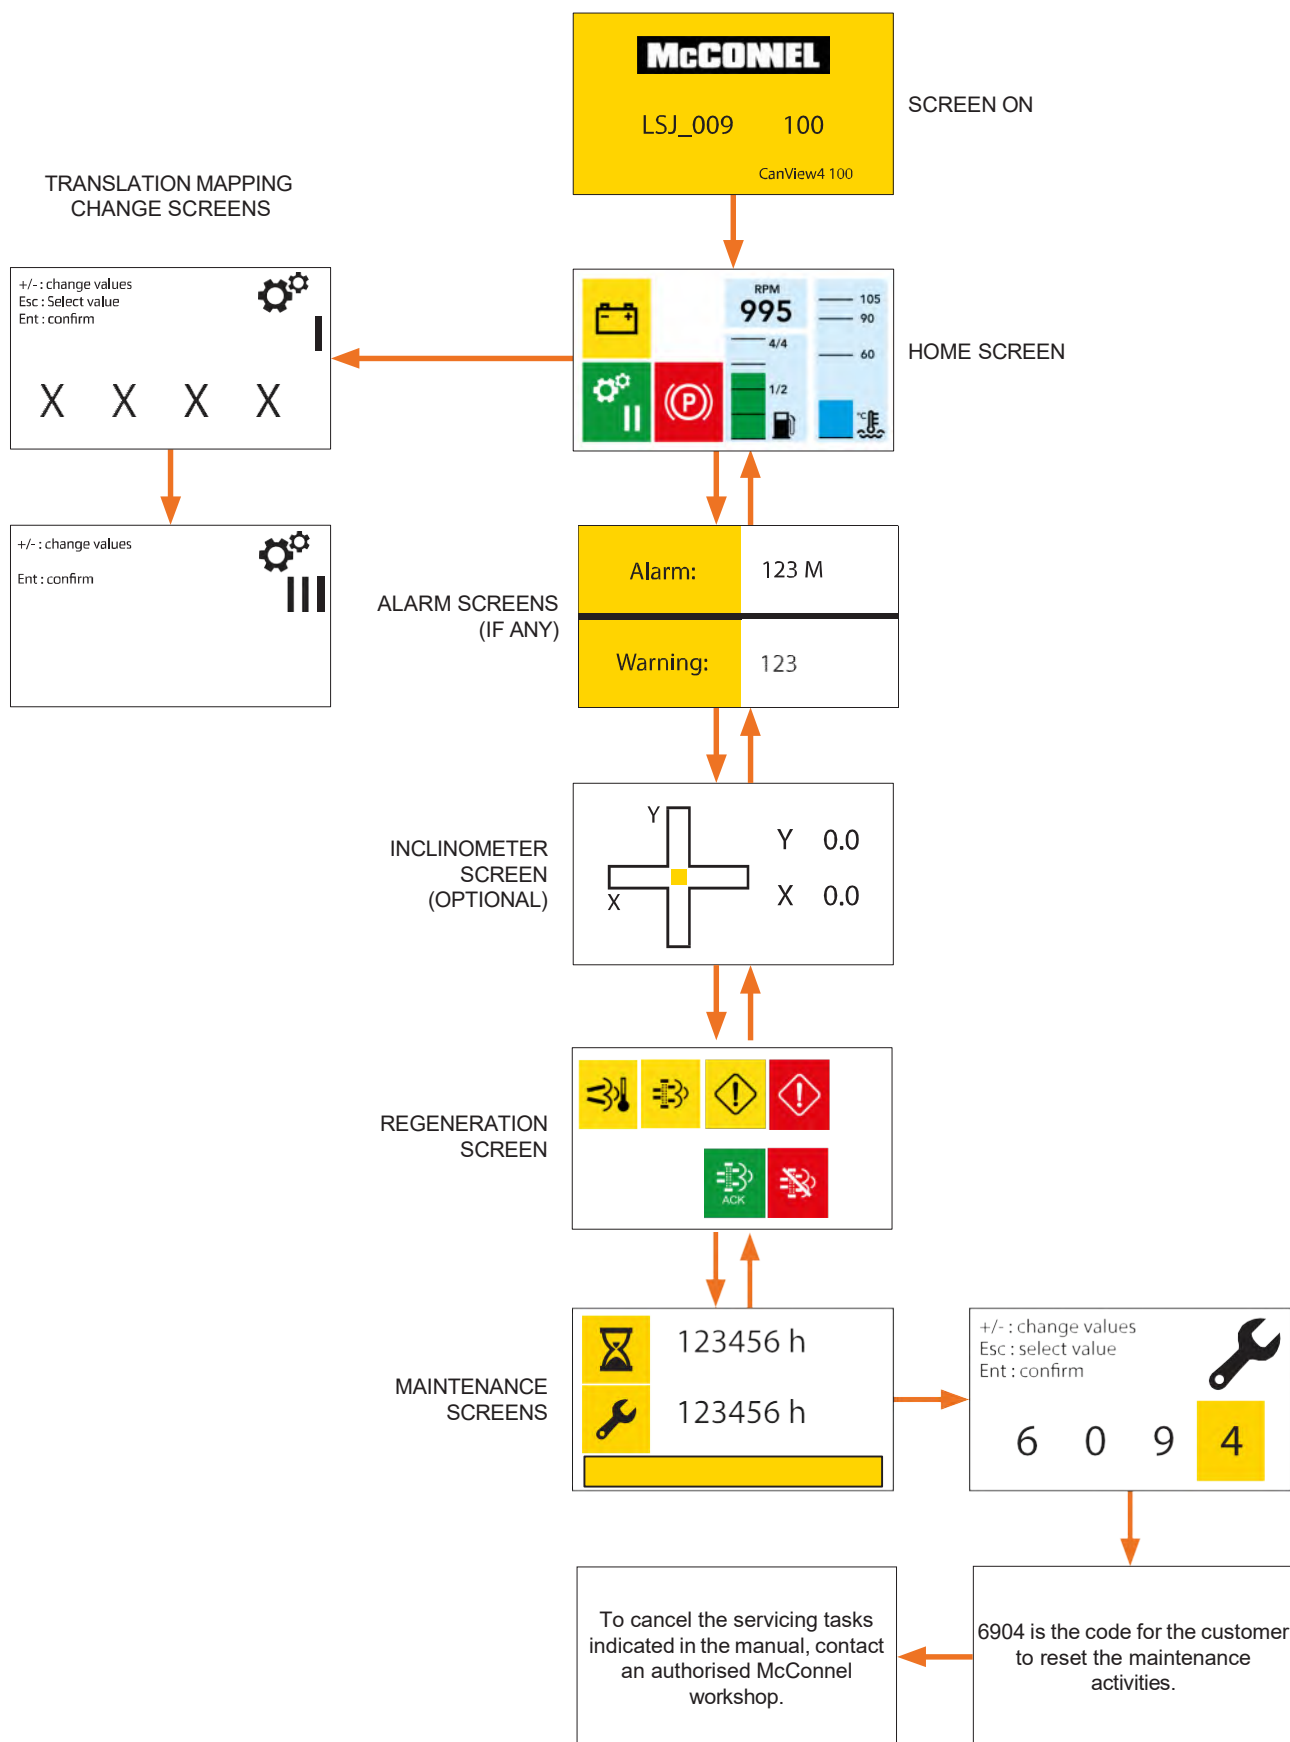 McCONNEL
LSJ_009 100
CanView4 100
SCREEN ON
TRANSLATION MAPPING
CHANGE SCREENS
+/- : change values
Esc : Select value
Ent : confirm
I
X X X X
RPM
995
4/4
1/2
105
90
60
°C
II
P
HOME SCREEN
+/- : change values
Ent : confirm
III
ALARM SCREENS
(IF ANY)
Alarm: 123 M
Warning: 123
INCLINOMETER
SCREEN
(OPTIONAL)
Y
X
Y 0.0
X 0.0
REGENERATION
SCREEN
ACK
MAINTENANCE
SCREENS
123456 h
123456 h
+/- : change values
Esc : select value
Ent : confirm
6 0 9 4
To cancel the servicing tasks
indicated in the manual, contact
an authorised McConnel
workshop.
6904 is the code for the customer
to reset the maintenance
activities.